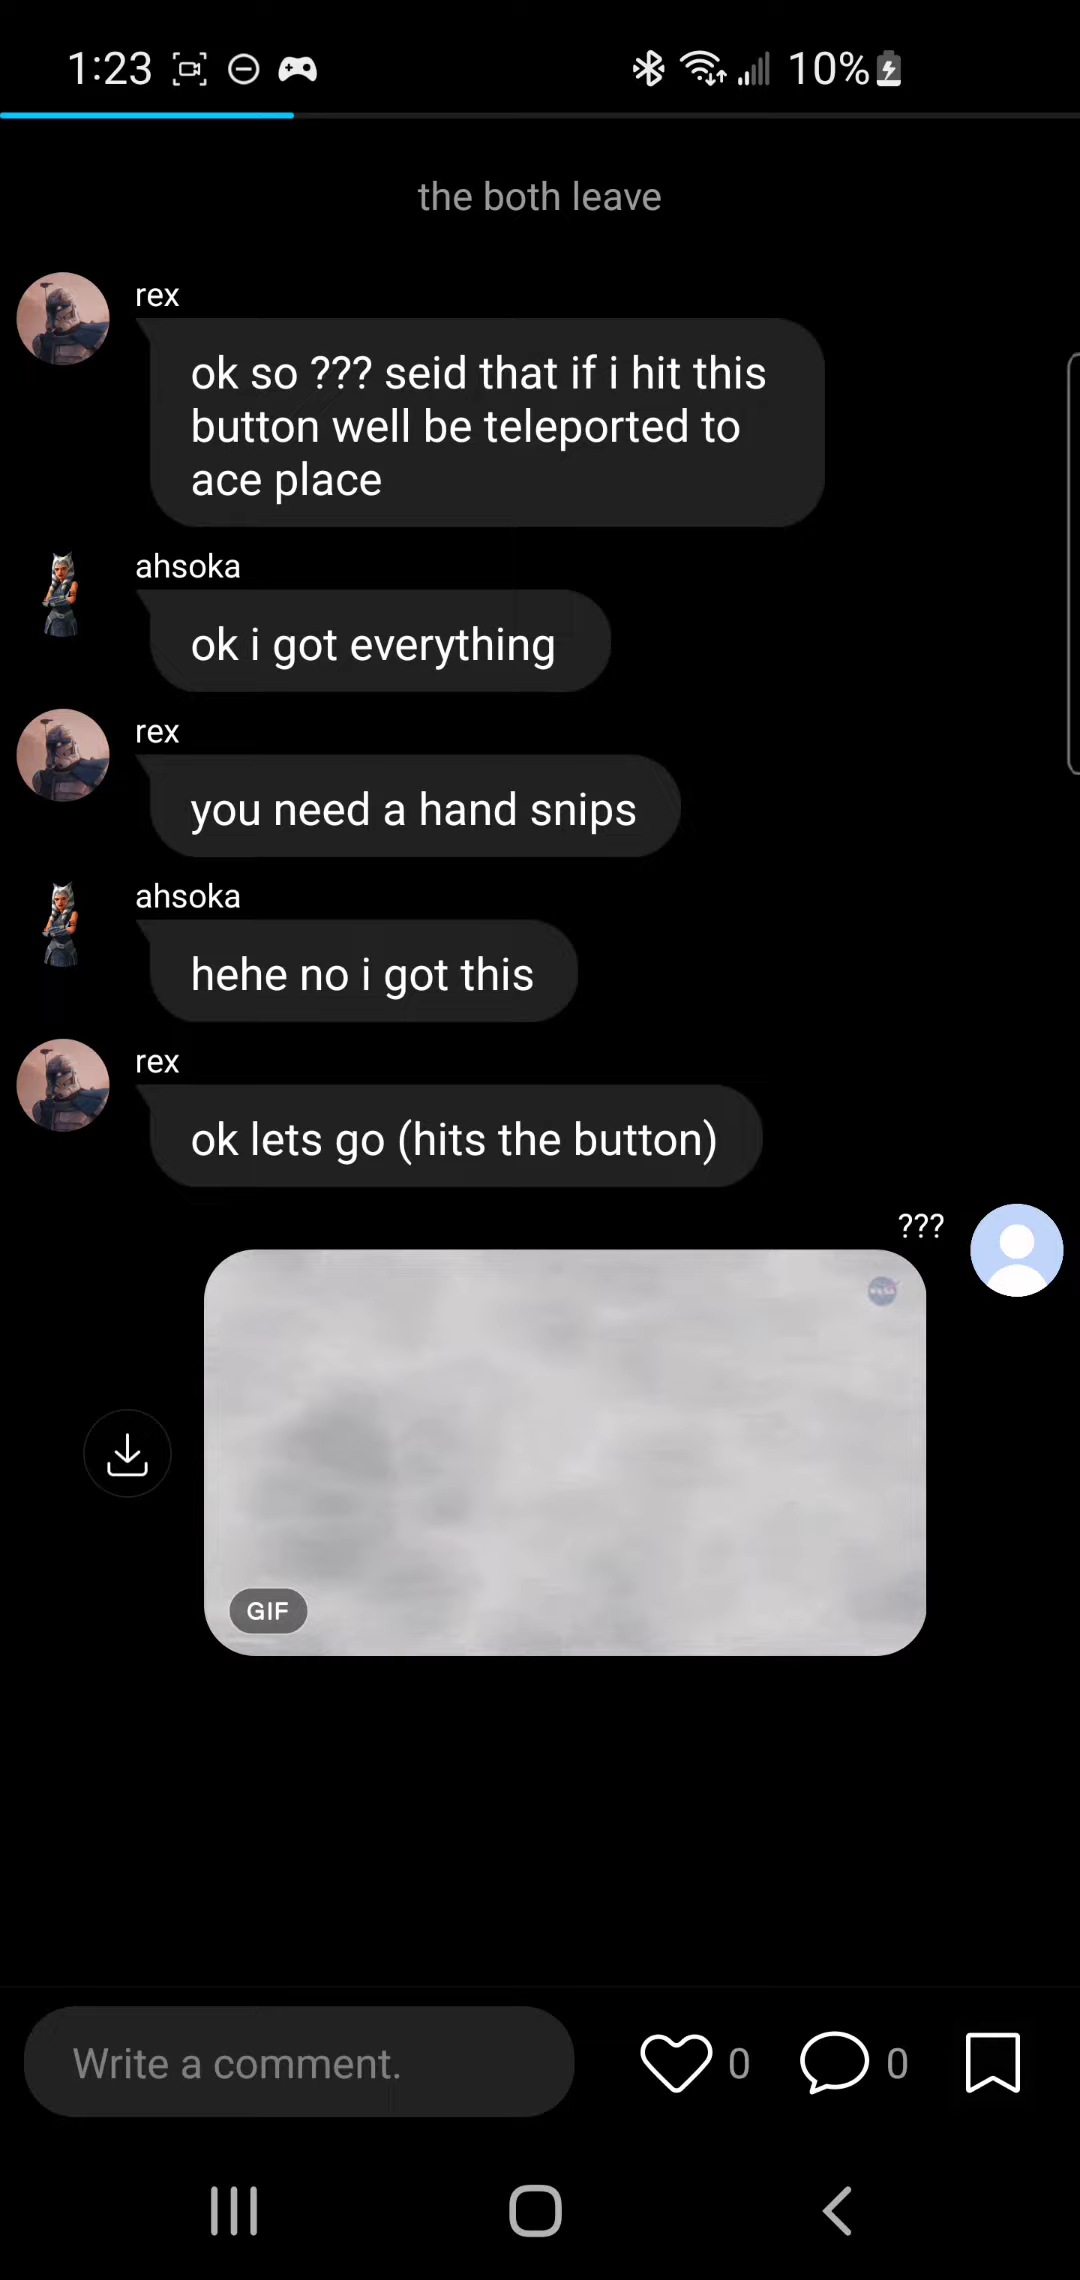 1:23
10%
the both leave
rex
ok so ??? seid that if i hit this
button well be teleported to
ace place
ahsoka
ok i got everything
rex
you need a hand snips
ahsoka
hehe no i got this
rex
ok lets go (hits the button)
???
NASA
GIF
Write a comment.
0
0